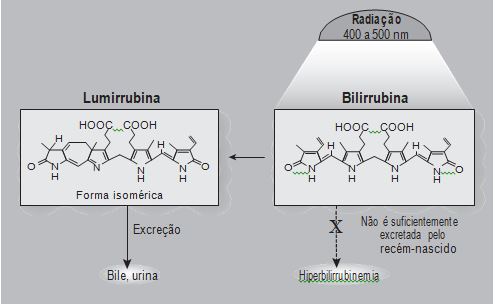 Radiação
400 a 500 nm
Lumirrubina
Bilirrubina
HOOC COOH
HOOC COOH
H
H
H
H
O
N
H
N
N
H
N
H
O
O
N
H
N
H
N
H
N
H
O
Forma isomérica
Excreção
X
Não é suficientemente
excretada pelo
recém-nascido
Bile, urina
Hiperbilirrubinemia